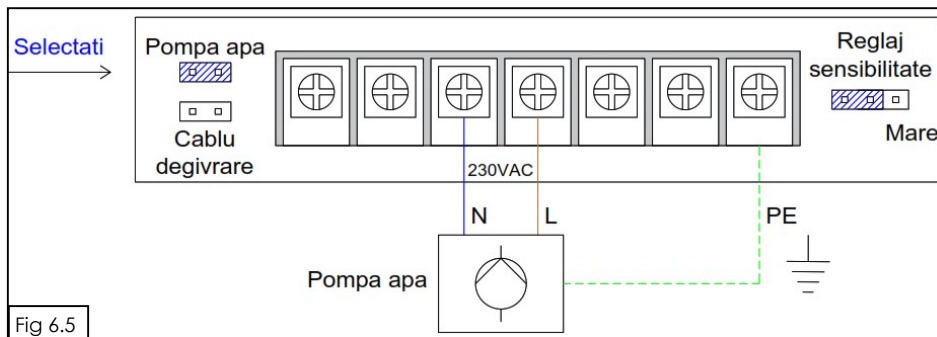 Selectati
Pompa apa
Cablu
degivrare
Reglaj
sensibilitate
Mare
230VAC
N
L
PE
Pompa apa
Fig 6.5